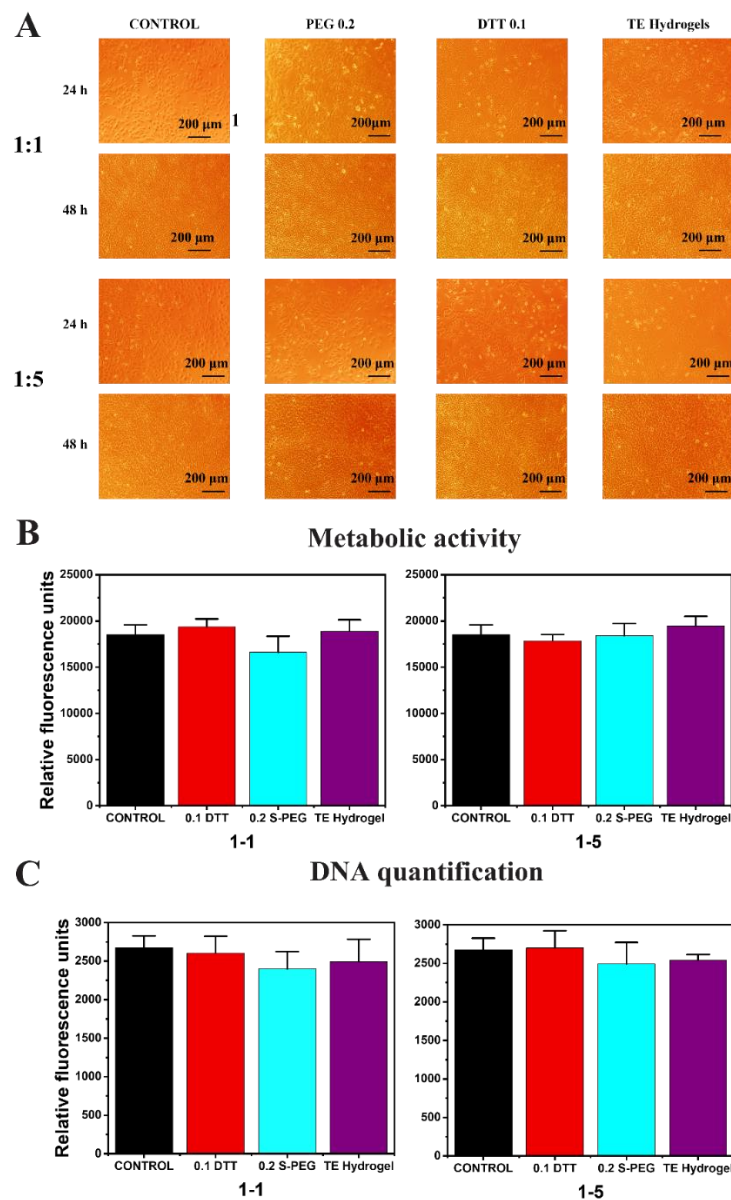 A
CONTROL PEG 0.2 DTT 0.1 TE Hydrogels
24 h
200 µm 1 200µm 200 µm 200 µm
1:1
48 h
200 µm 200 µm 200 µm 200 µm
24 h
200 µm 200 µm 200 µm 200 µm
1:5
48 h
200 µm 200 µm 200 µm 200 µm
B
Metabolic activity
Relative fluorescence units
25000
20000
15000
10000
5000
0
CONTROL 0.1 DTT 0.2 S-PEG TE Hydrogel
1-1
25000
20000
15000
10000
5000
0
CONTROL 0.1 DTT 0.2 S-PEG TE Hydrogel
1-5
C
DNA quantification
Relative fluorescence units
3000
2500
2000
1500
1000
500
0
CONTROL 0.1 DTT 0.2 S-PEG TE Hydrogel
1-1
3000
2500
2000
1500
1000
500
0
CONTROL 0.1 DTT 0.2 S-PEG TE Hydrogel
1-5